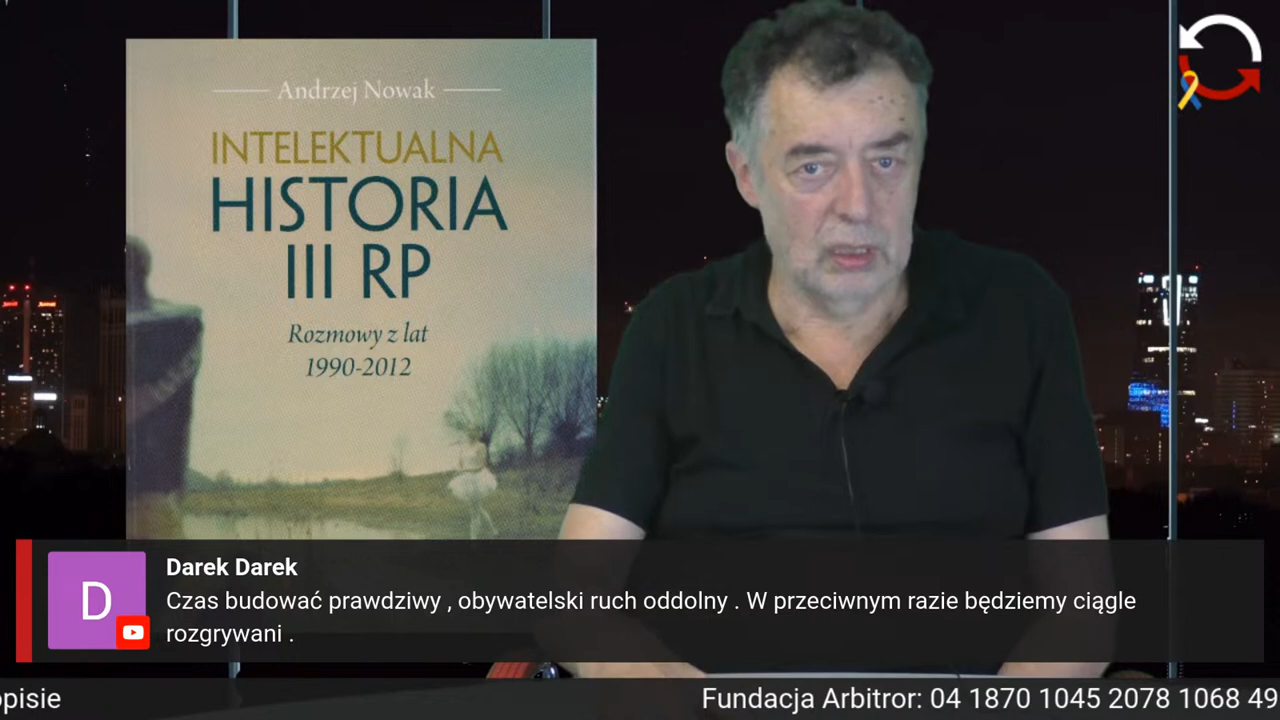 Andrzej Nowak
INTELEKTUALNA
HISTORIA
III RP
Rozmowy z lat
1990-2012
D
Darek Darek
Czas budować prawdziwy , obywatelski ruch oddolny . W przeciwnym razie będziemy ciągle
rozgrywani .
opisie
Fundacja Arbitror: 04 1870 1045 2078 1068 49